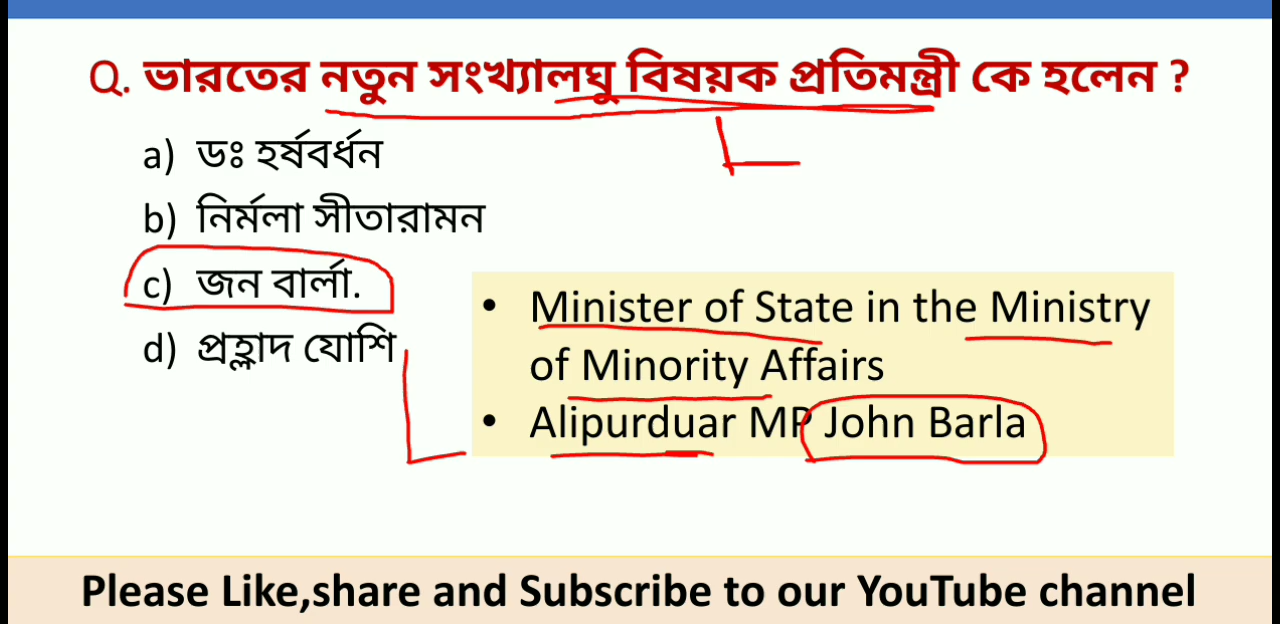 Q. ভারতের নতুন সংখ্যালঘু বিষয়ক প্রতিমন্ত্রী কে হলেন ?
a) ডঃ হর্ষবর্ধন
b) নির্মলা সীতারামন
c) জন বার্লা.
d) প্রহ্লাদ যোশি
• Minister of State in the Ministry
of Minority Affairs
• Alipurduar MP John Barla
Please Like,share and Subscribe to our YouTube channel